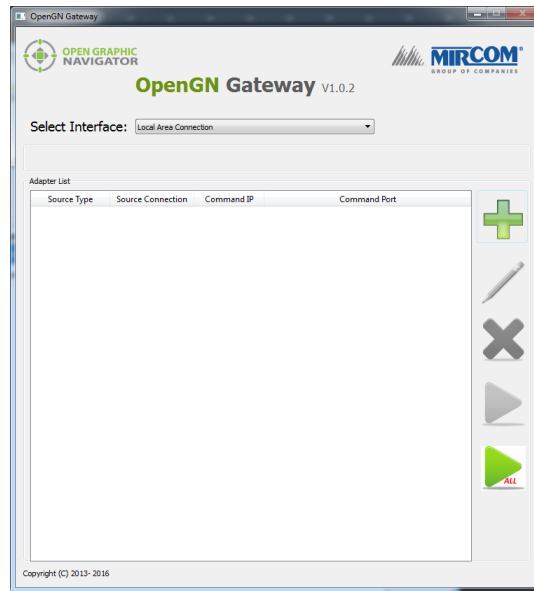 OpenGN Gateway
OPEN GRAPHIC
NAVIGATOR
MIRCOM®
GROUP OF COMPANIES
OpenGN Gateway V1.0.2
Select Interface: Local Area Connection
Adapter List
Source Type Source Connection Command IP Command Port
ALL
Copyright (C) 2013- 2016